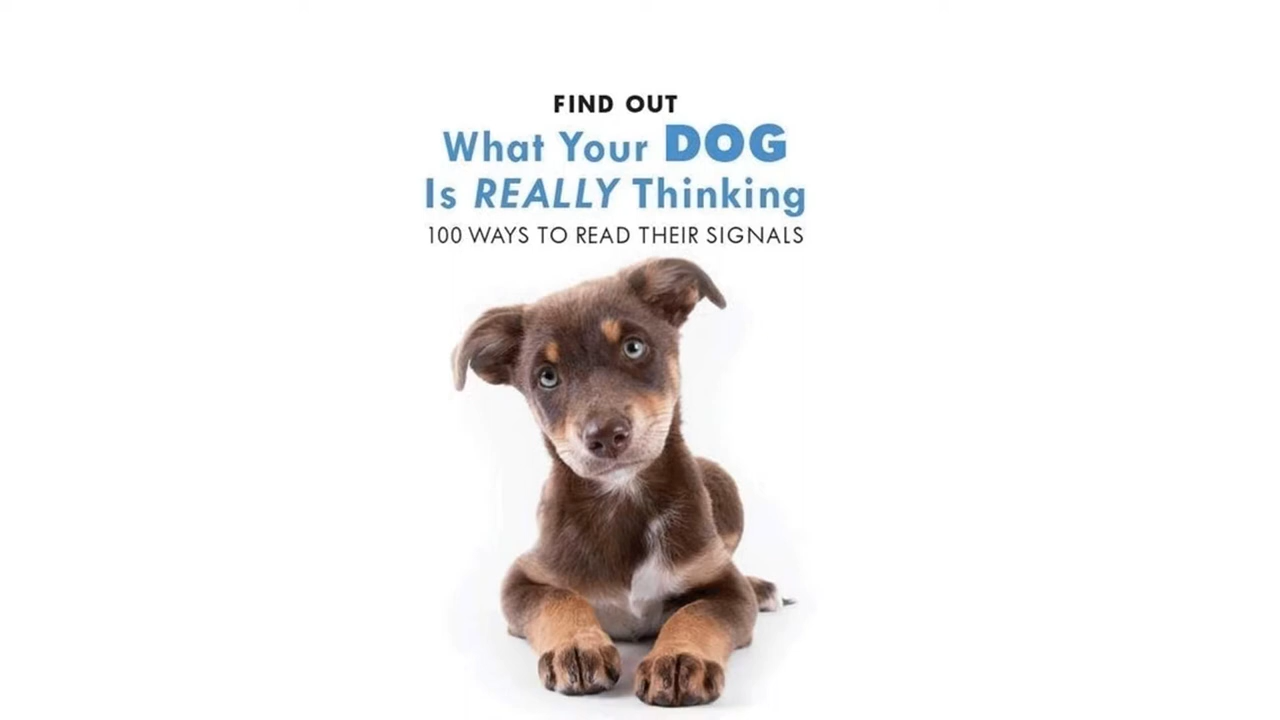 FIND OUT
What Your DOG
Is REALLY Thinking
100 WAYS TO READ THEIR SIGNALS